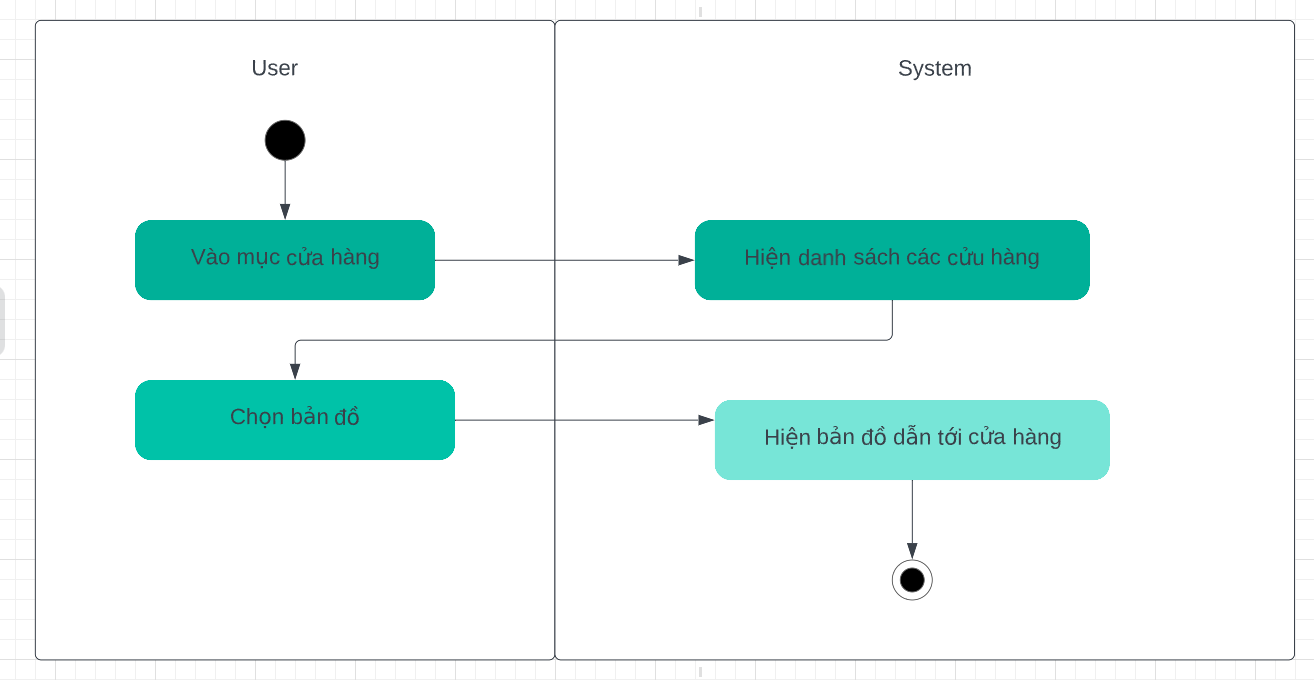 User
System
Vào mục cửa hàng
Hiện danh sách các cửu hàng
Chọn bản đồ
Hiện bản đồ dẫn tới cửa hàng